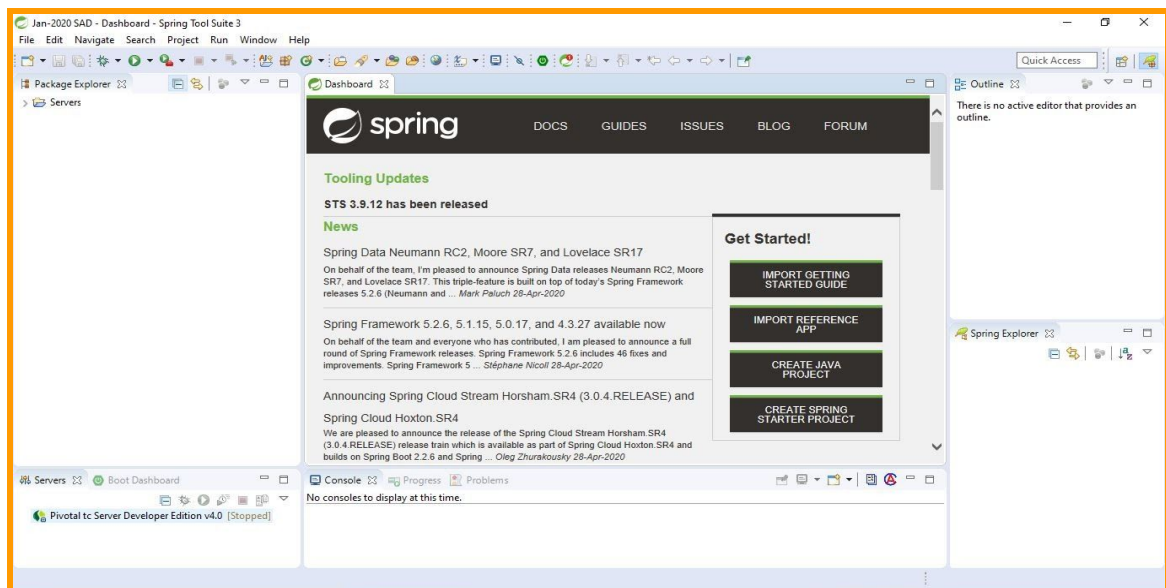 Jan-2020 SAD - Dashboard - Spring Tool Suite 3
File Edit Navigate Search Project Run Window Help
Quick Access
Package Explorer
Servers
Dashboard
spring
DOCS GUIDES ISSUES BLOG FORUM
Tooling Updates
STS 3.9.12 has been released
News
Spring Data Neumann RC2, Moore SR7, and Lovelace SR17
On behalf of the team, I'm pleased to announce Spring Data releases Neumann RC2, Moore
SR7, and Lovelace SR17. This triple-feature is built on top of today's Spring Framework
releases 5.2.6 (Neumann and ... Mark Paluch 28-Apr-2020
Spring Framework 5.2.6, 5.1.15, 5.0.17, and 4.3.27 available now
On behalf of the team and everyone who has contributed, I am pleased to announce a full
round of Spring Framework releases. Spring Framework 5.2.6 includes 46 fixes and
improvements. Spring Framework 5 ... Stéphane Nicoll 28-Apr-2020
Announcing Spring Cloud Stream Horsham.SR4 (3.0.4.RELEASE) and
Spring Cloud Hoxton.SR4
We are pleased to announce the release of the Spring Cloud Stream Horsham.SR4
(3.0.4.RELEASE) release train which is available as part of Spring Cloud Hoxton.SR4 and
builds on Spring Boot 2.2.6 and Spring ... Oleg Zhurakousky 28-Apr-2020
Get Started!
IMPORT GETTING
STARTED GUIDE
IMPORT REFERENCE
APP
CREATE JAVA
PROJECT
CREATE SPRING
STARTER PROJECT
Outline
There is no active editor that provides an
outline.
Spring Explorer
Servers Boot Dashboard
Pivotal tc Server Developer Edition v4.0 [Stopped]
Console Progress Problems
No consoles to display at this time.